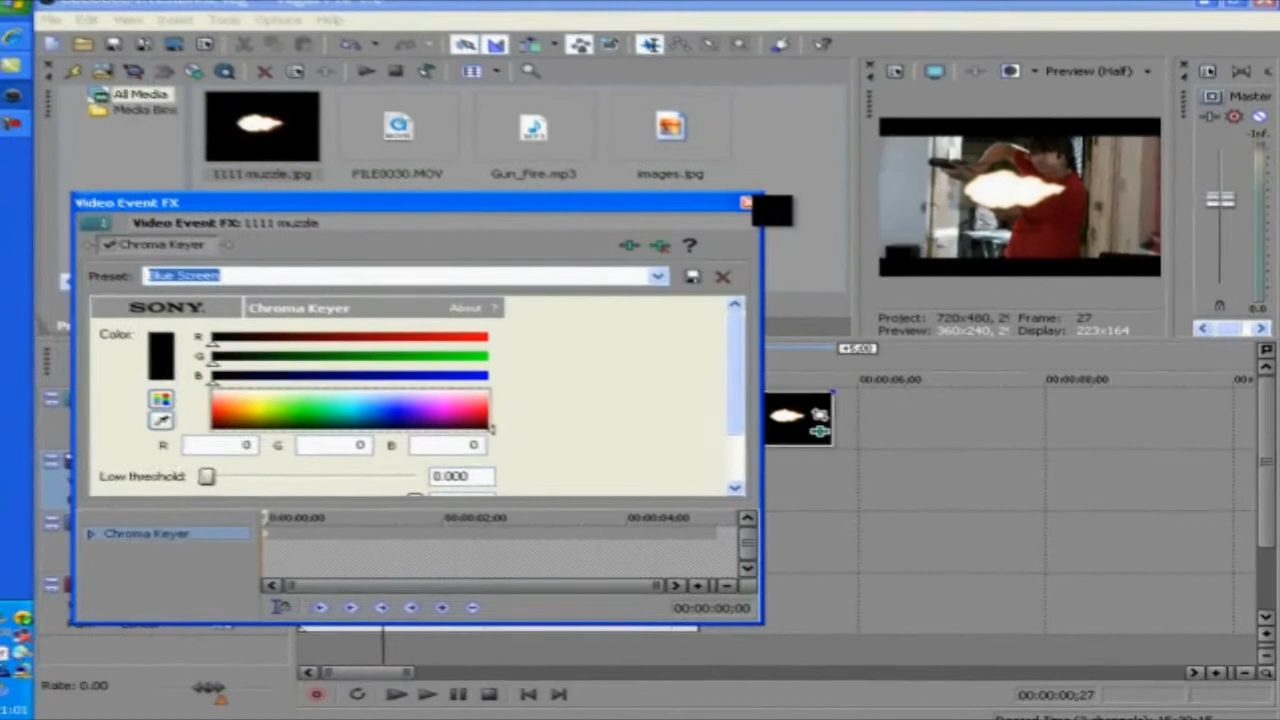 File Edit View Insert Tools Options Help
Preview (Half)
All Media
Media Bins
Master
-Inf.
1111 muzzle.jpg
FILE0030.MOV
Gun_Fire.mp3
images.jpg
Video Event FX
Video Event FX: 1111 muzzle
Chroma Keyer
Preset: Blue Screen
SONY.
Chroma Keyer
About ?
Color:
R
G
B
R 0 G 0 B 0
Low threshold: 0.000
Project: 720x480, 2
Frame: 27
Preview: 360x240, 2
Display: 223x164
0.0
+5:00
00:00:06;00
00:00:08;00
0:00:00;00
00:00:02;00
00:00:04;00
Chroma Keyer
00:00:00;00
Rate: 0.00
00:00:00;27